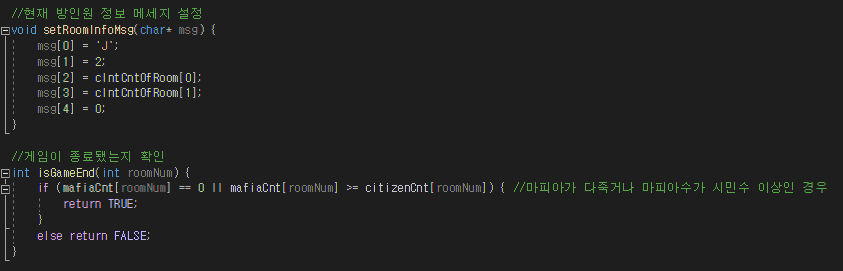 //현재 방인원 정보 메세지 설정
void setRoomInfoMsg(char* msg) {
msg[0] = 'J';
msg[1] = 2;
msg[2] = clntCntOfRoom[0];
msg[3] = clntCntOfRoom[1];
msg[4] = 0;
}
//게임이 종료됐는지 확인
int isGameEnd(int roomNum) {
if (mafiaCnt[roomNum] == 0 || mafiaCnt[roomNum] >= citizenCnt[roomNum]) { //마피아가 다죽거나 마피아수가 시민수 이상인 경우
return TRUE;
}
else return FALSE;
}